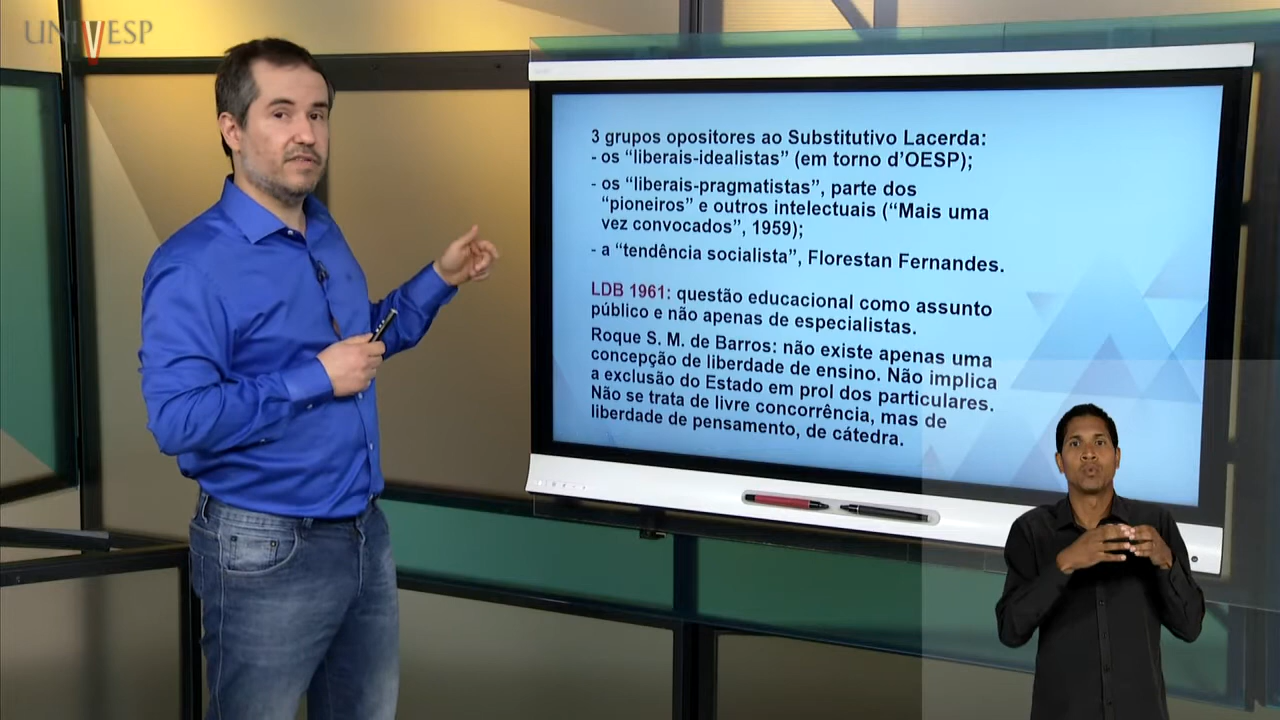 UNIVESP
3 grupos opositores ao Substitutivo Lacerda:
- os “liberais-idealistas” (em torno d’OESP);
- os “liberais-pragmatistas”, parte dos
“pioneiros” e outros intelectuais (“Mais uma
vez convocados”, 1959);
- a “tendência socialista”, Florestan Fernandes.
LDB 1961: questão educacional como assunto
público e não apenas de especialistas.
Roque S. M. de Barros: não existe apenas uma
concepção de liberdade de ensino. Não implica
a exclusão do Estado em prol dos particulares.
Não se trata de livre concorrência, mas de
liberdade de pensamento, de cátedra.